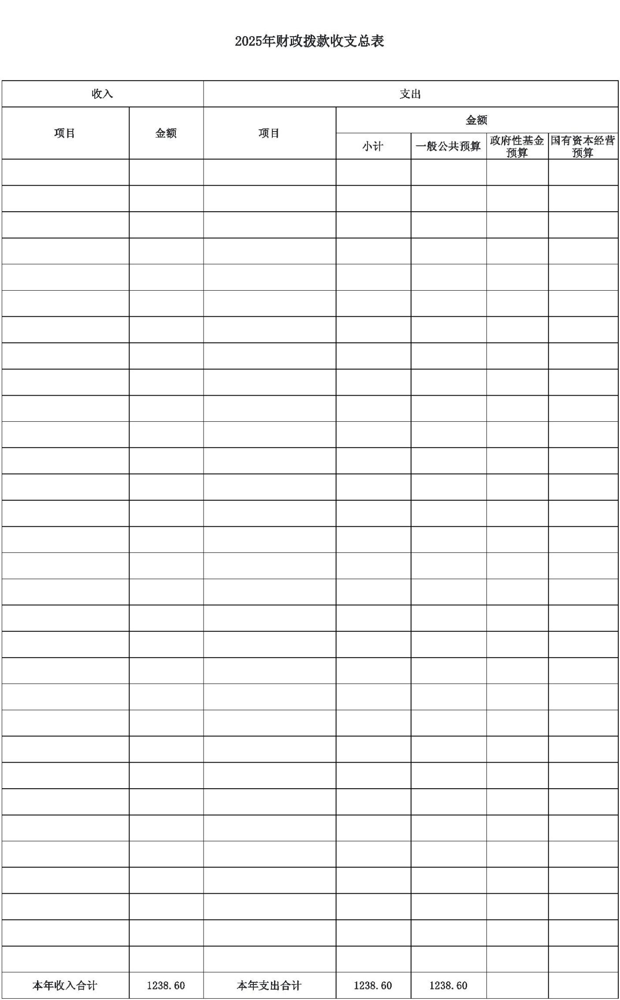 2025年财政拨款收支总表
收入 支出
项目 金额 项目 金额
小计 一般公共预算 政府性基金预算 国有资本经营预算
本年收入合计 1238.60 本年支出合计 1238.60 1238.60